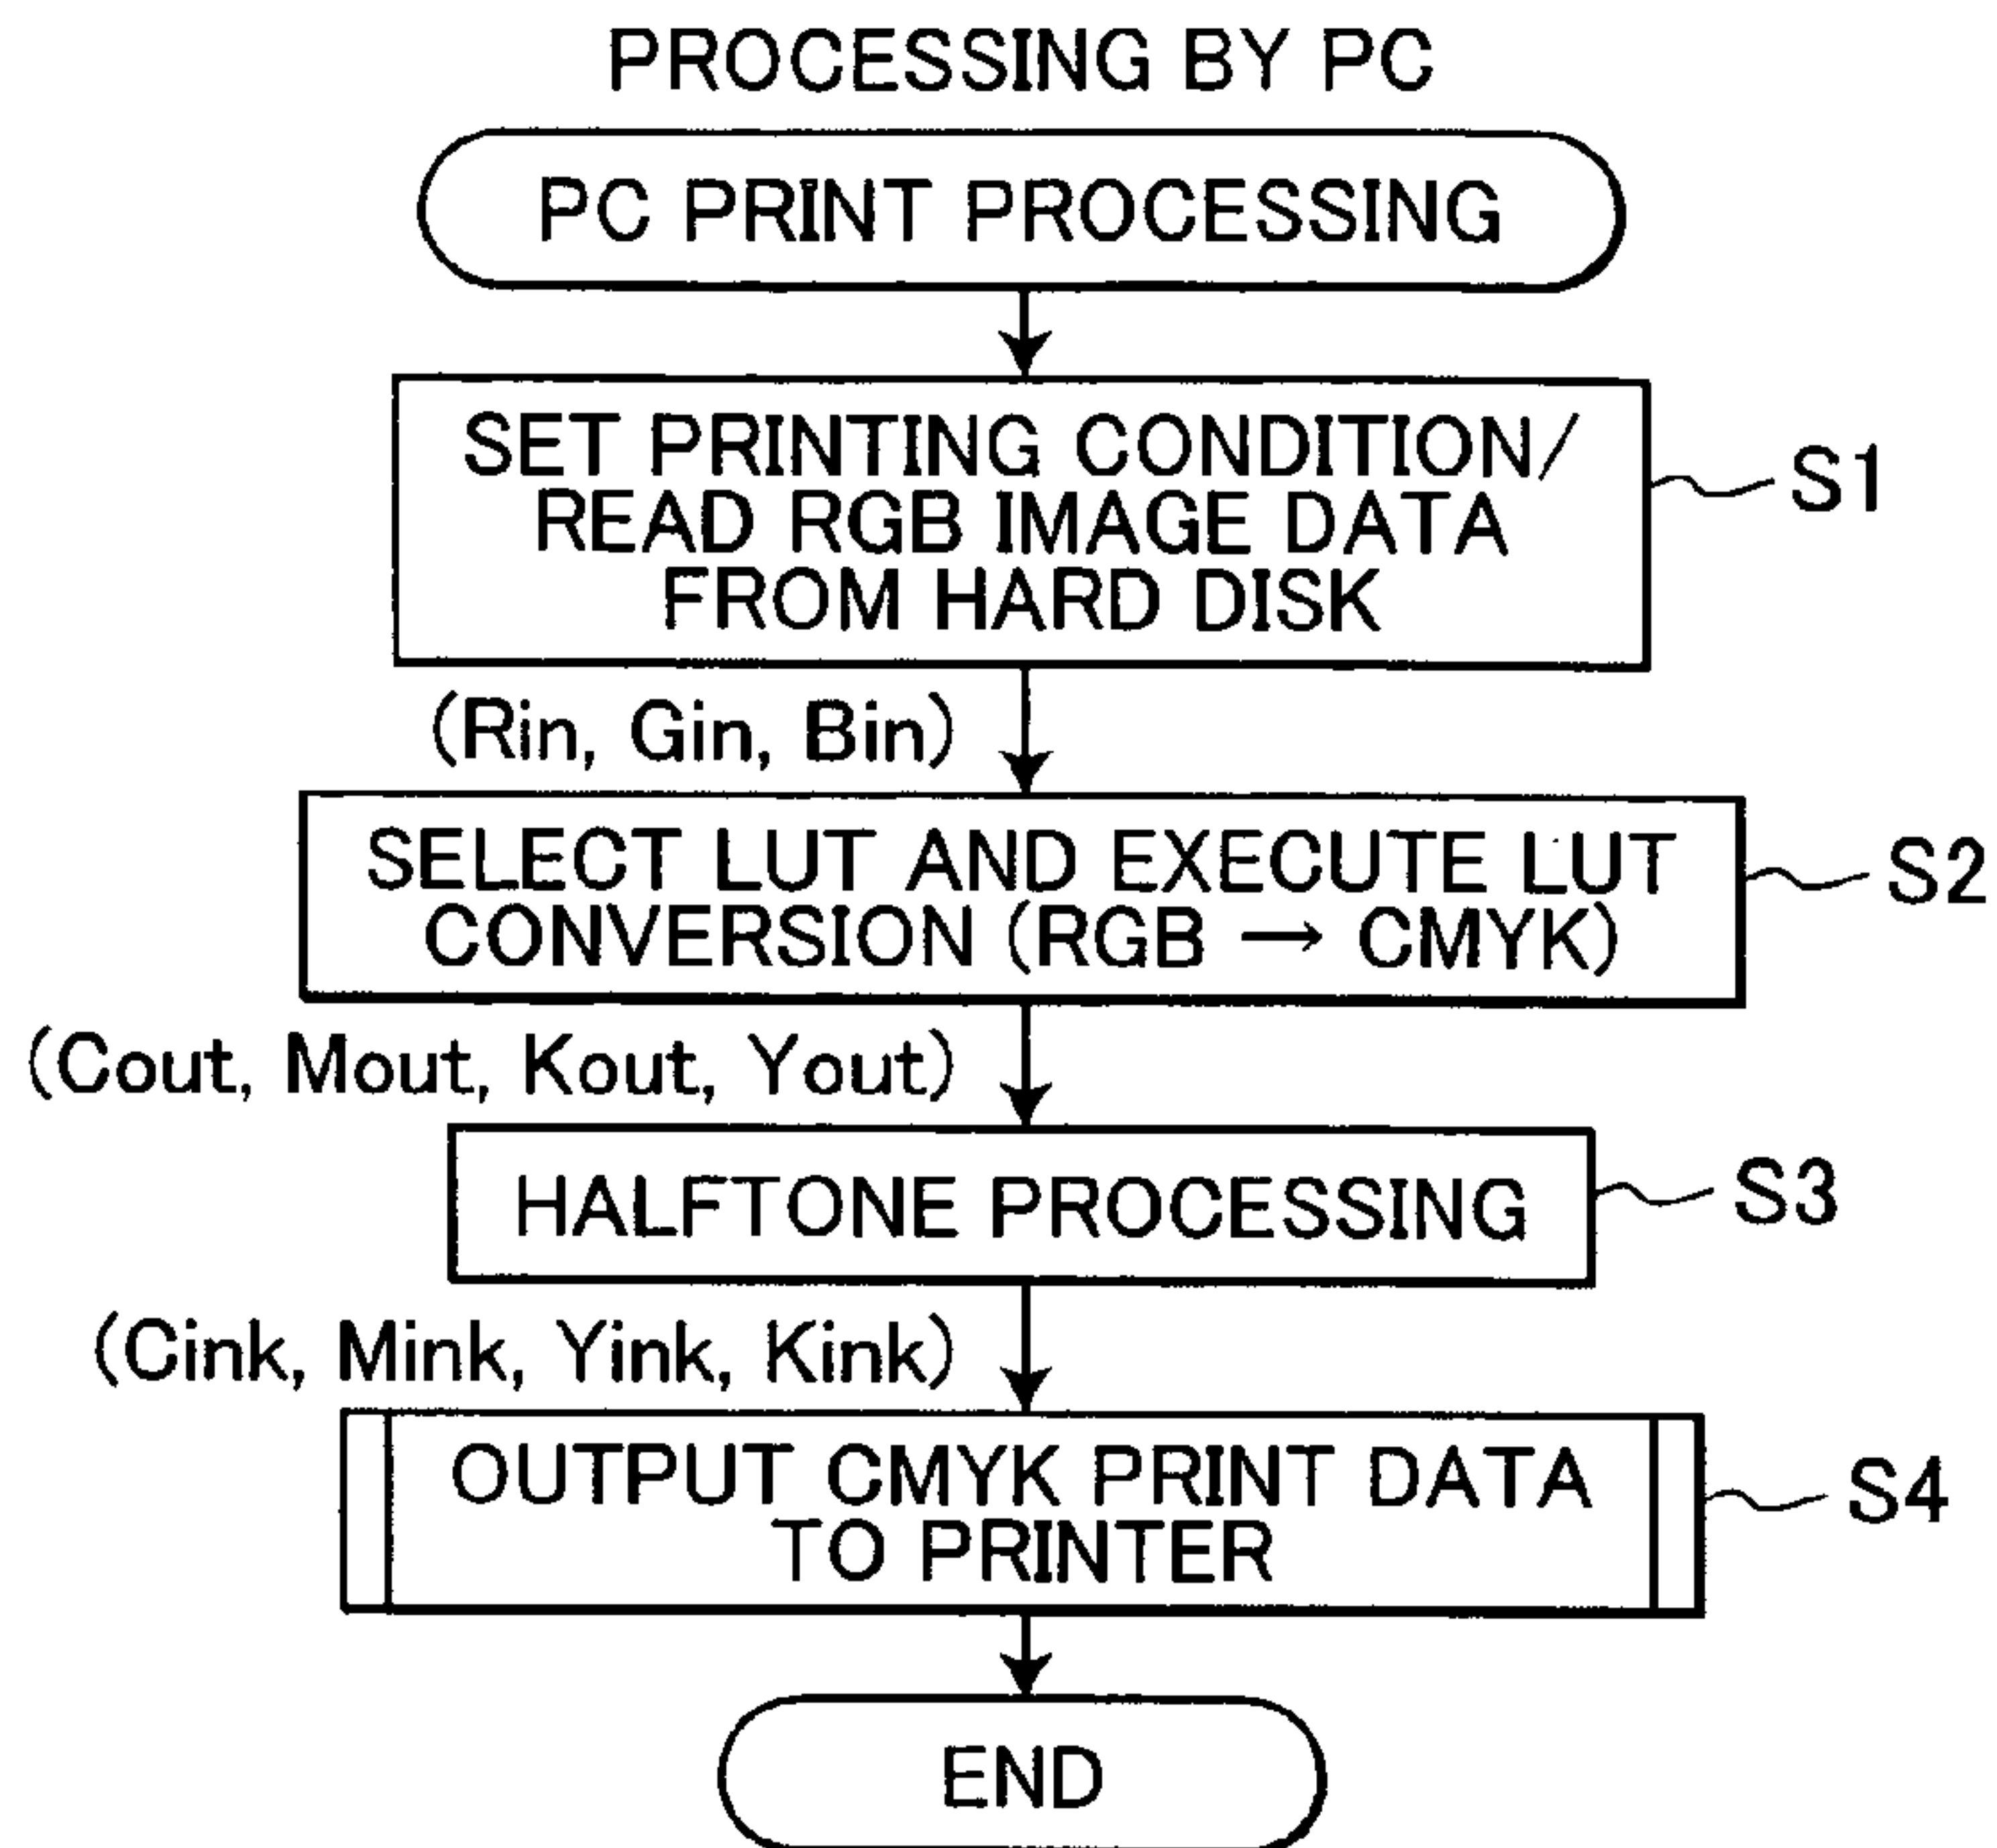 PROCESSING BY PC
PC PRINT PROCESSING
SET PRINTING CONDITION/
READ RGB IMAGE DATA
FROM HARD DISK
S1
(Rin, Gin, Bin)
SELECT LUT AND EXECUTE LUT
CONVERSION (RGB → CMYK)
S2
(Cout, Mout, Kout, Yout)
HALFTONE PROCESSING
S3
(Cink, Mink, Yink, Kink)
OUTPUT CMYK PRINT DATA
TO PRINTER
S4
END